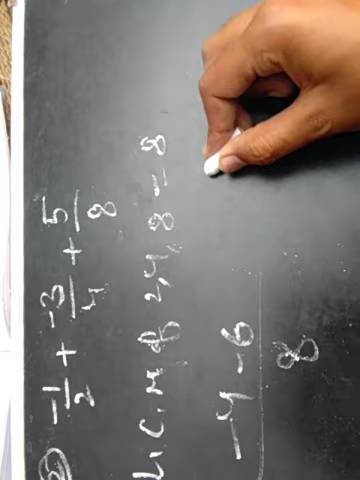 ② -1/2 + -3/4 + 5/8
L.C.M of 2,4,8 = 8
-4 - 6
8